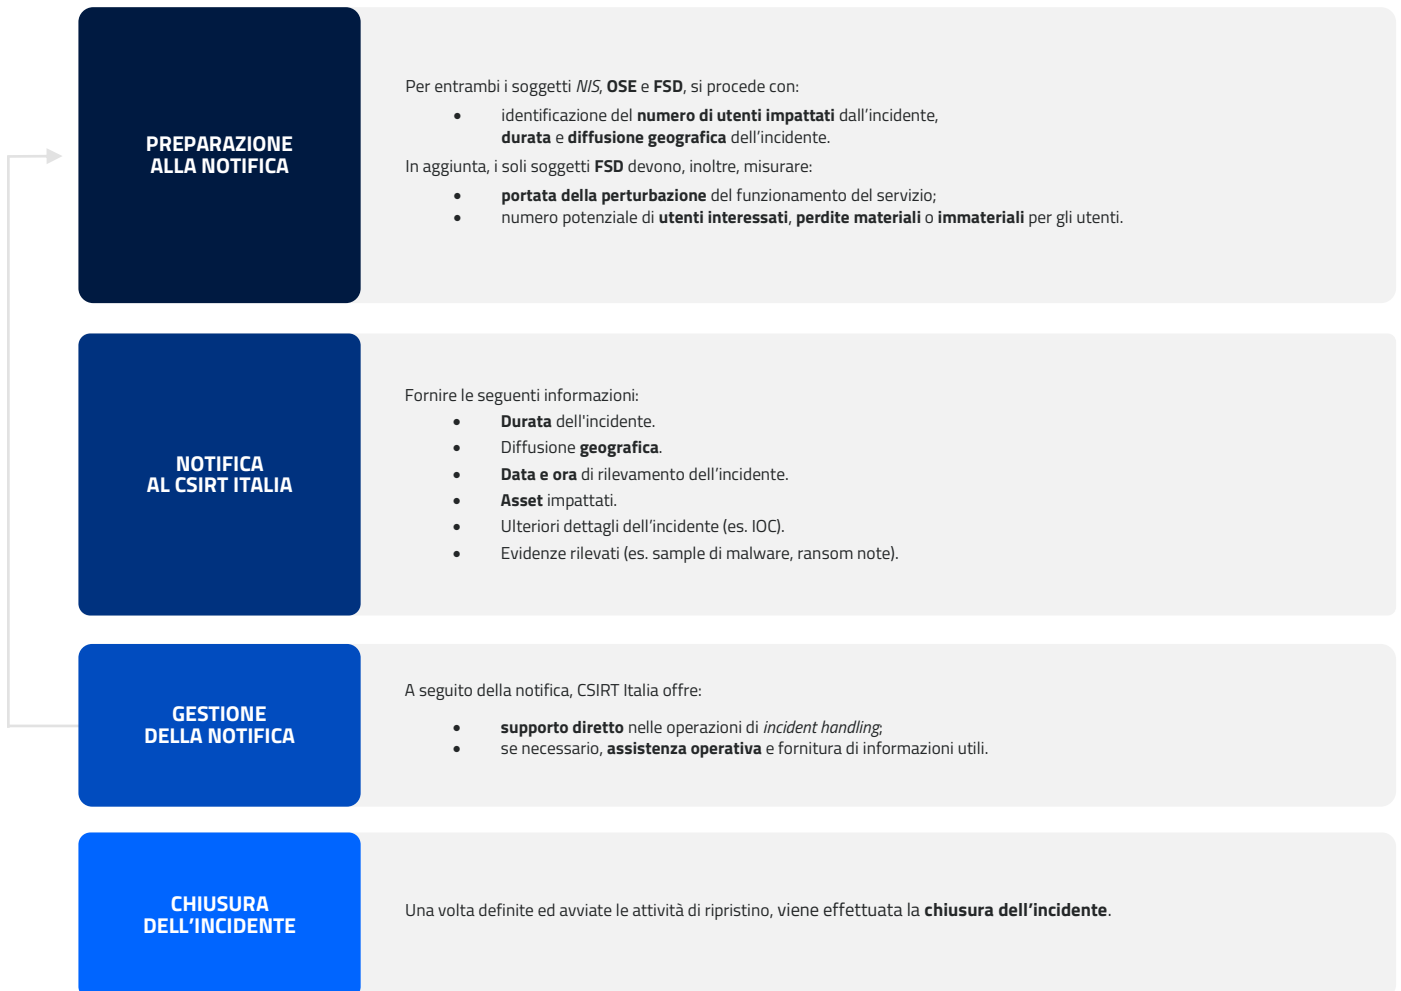 PREPARAZIONE
ALLA NOTIFICA
Per entrambi i soggetti NIS, OSE e FSD, si procede con:
• identificazione del numero di utenti impattati dall’incidente,
durata e diffusione geografica dell’incidente.
In aggiunta, i soli soggetti FSD devono, inoltre, misurare:
• portata della perturbazione del funzionamento del servizio;
• numero potenziale di utenti interessati, perdite materiali o immateriali per gli utenti.
NOTIFICA
AL CSIRT ITALIA
Fornire le seguenti informazioni:
• Durata dell'incidente.
• Diffusione geografica.
• Data e ora di rilevamento dell’incidente.
• Asset impattati.
• Ulteriori dettagli dell’incidente (es. IOC).
• Evidenze rilevati (es. sample di malware, ransom note).
GESTIONE
DELLA NOTIFICA
A seguito della notifica, CSIRT Italia offre:
• supporto diretto nelle operazioni di incident handling;
• se necessario, assistenza operativa e fornitura di informazioni utili.
CHIUSURA
DELL’INCIDENTE
Una volta definite ed avviate le attività di ripristino, viene effettuata la chiusura dell’incidente.